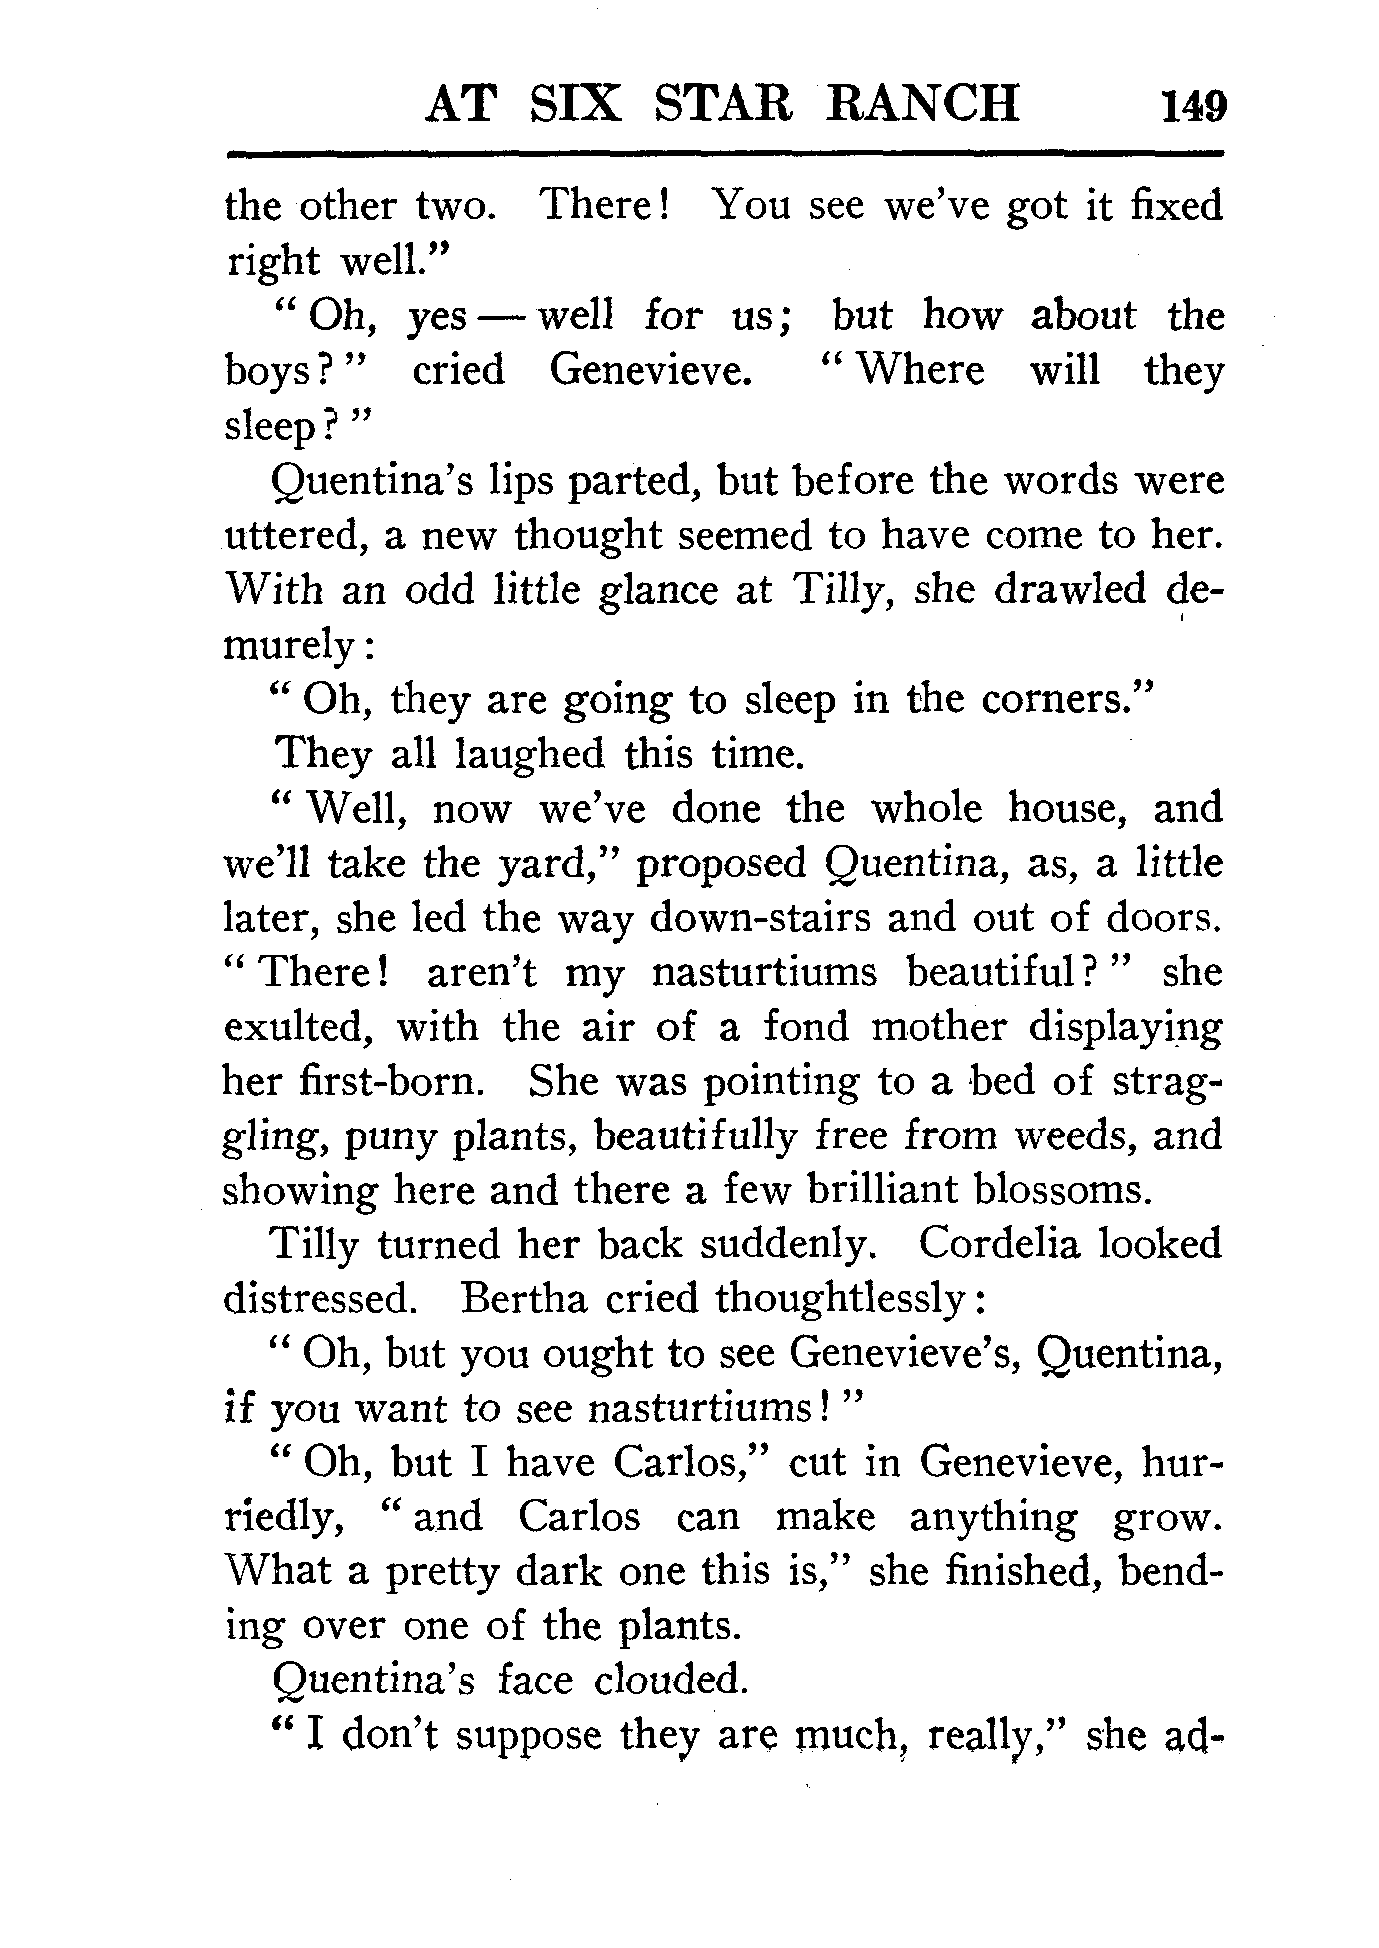 AT SIX STAR RANCH 149
the other two. There! You see we've got it fixed
right well."
" Oh, yes — well for us; but how about the
boys? " cried Genevieve. " Where will they
sleep? "
Quentina's lips parted, but before the words were
uttered, a new thought seemed to have come to her.
With an odd little glance at Tilly, she drawled de-
murely:
" Oh, they are going to sleep in the corners."
They all laughed this time.
" Well, now we've done the whole house, and
we'll take the yard," proposed Quentina, as, a little
later, she led the way down-stairs and out of doors.
" There! aren't my nasturtiums beautiful? " she
exulted, with the air of a fond mother displaying
her first-born. She was pointing to a bed of strag-
gling, puny plants, beautifully free from weeds, and
showing here and there a few brilliant blossoms.
Tilly turned her back suddenly. Cordelia looked
distressed. Bertha cried thoughtlessly:
" Oh, but you ought to see Genevieve's, Quentina,
if you want to see nasturtiums! "
" Oh, but I have Carlos," cut in Genevieve, hur-
riedly, " and Carlos can make anything grow.
What a pretty dark one this is," she finished, bend-
ing over one of the plants.
Quentina's face clouded.
" I don't suppose they are much, really," she ad-